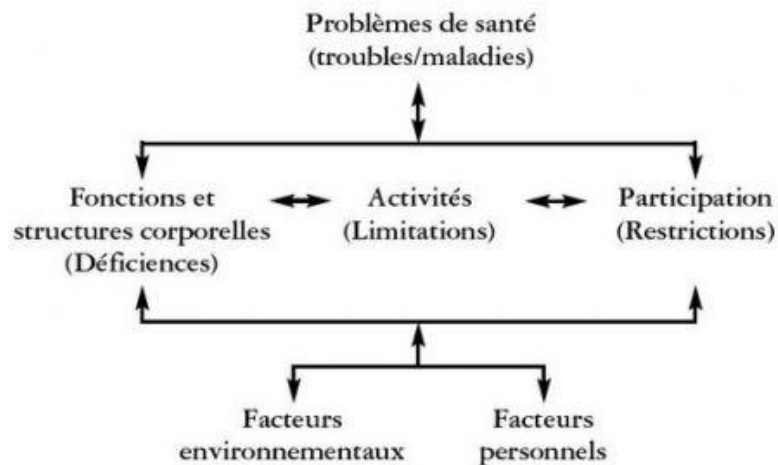 Problèmes de santé
(troubles/maladies)
Fonctions et
structures corporelles
(Déficiences)
Activités
(Limitations)
Participation
(Restrictions)
Facteurs
environnementaux
Facteurs
personnels